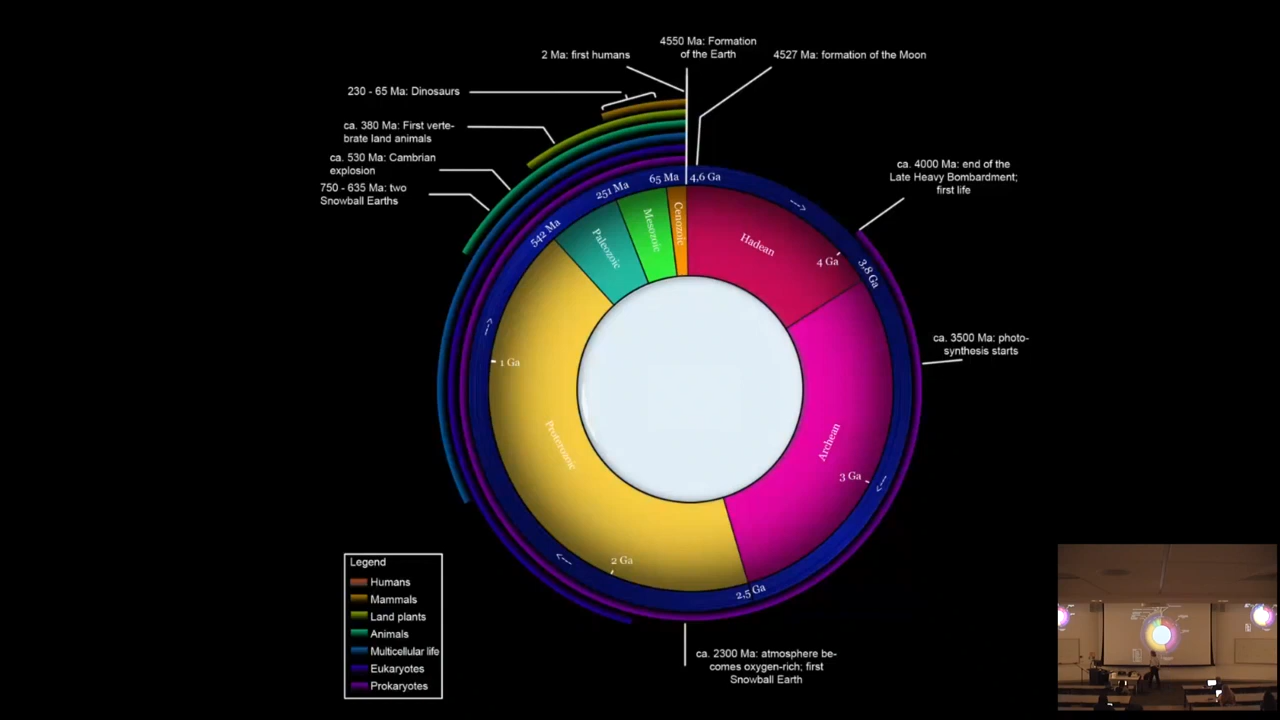 4550 Ma: Formation
of the Earth
2 Ma: first humans
4527 Ma: formation of the Moon
230 - 65 Ma: Dinosaurs
ca. 380 Ma: First verte-
brate land animals
ca. 530 Ma: Cambrian
explosion
750 - 635 Ma: two
Snowball Earths
ca. 4000 Ma: end of the
Late Heavy Bombardment;
first life
ca. 3500 Ma: photo-
synthesis starts
ca. 2300 Ma: atmosphere be-
comes oxygen-rich; first
Snowball Earth
4,6 Ga
65 Ma
251 Ma
542 Ma
3,8 Ga
2,5 Ga
Hadean
4 Ga
Archean
3 Ga
2 Ga
Proterozoic
1 Ga
Paleozoic
Mesozoic
Cenozoic
Legend
Humans
Mammals
Land plants
Animals
Multicellular life
Eukaryotes
Prokaryotes